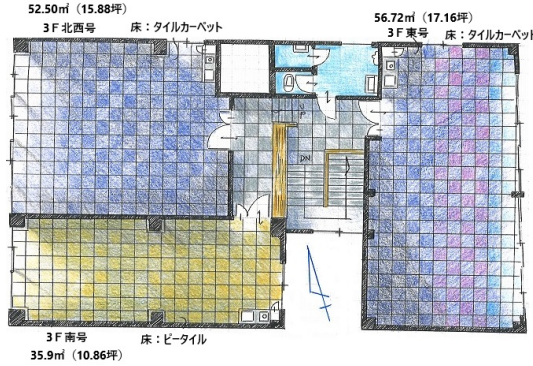 52.50㎡（15.88坪）
3F北西号　床：タイルカーペット
56.72㎡（17.16坪）
3F東号　床：タイルカーペット
P
DN
3F南号　床：ピータイル
35.9㎡（10.86坪）